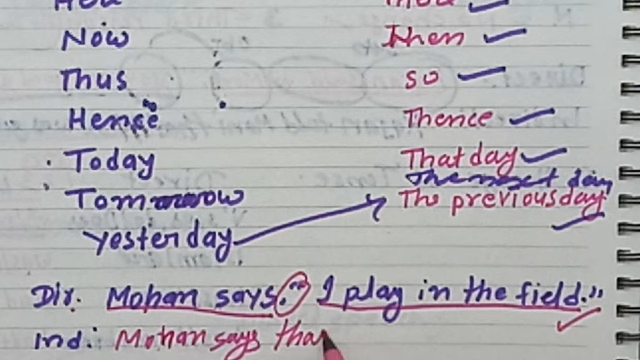 Now Then
Thus so
Hence Thence
Today That day
The next day
Tomorrow The previous day
yesterday
Dir. Mohan says. "I play in the field."
Ind: Mohan says tha